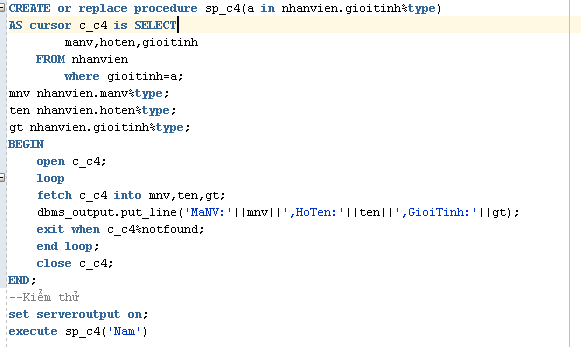 CREATE or replace procedure sp_c4(a in nhanvien.gioitinh%type)
AS cursor c_c4 is SELECT
manv,hoten,gioitinh
FROM nhanvien
where gioitinh=a;
mnv nhanvien.manv%type;
ten nhanvien.hoten%type;
gt nhanvien.gioitinh%type;
BEGIN
open c_c4;
loop
fetch c_c4 into mnv,ten,gt;
dbms_output.put_line('MaNV:'||mnv||',HoTen:'||ten||',GioiTinh:'||gt);
exit when c_c4%notfound;
end loop;
close c_c4;
END;
--Kiểm thử
set serveroutput on;
execute sp_c4('Nam')